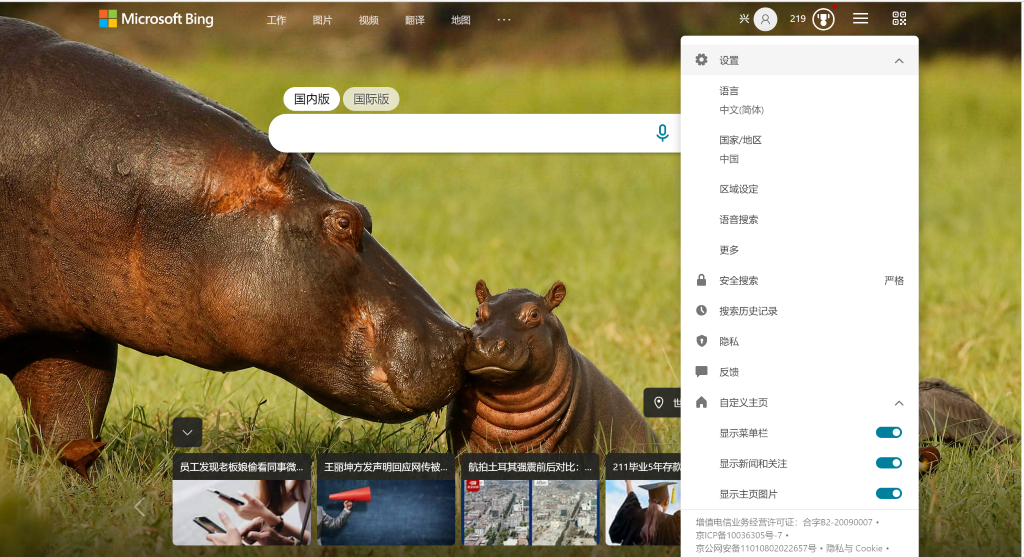 Microsoft Bing
工作
图片
视频
翻译
地图
兴
219
国内版
国际版
设置
语言
中文(简体)
国家/地区
中国
区域设定
语音搜索
更多
安全搜索 严格
搜索历史记录
隐私
反馈
自定义主页
显示菜单栏
显示新闻和关注
显示主页图片
增值电信业务经营许可证：合字B2-20090007 •
京ICP备10036305号-7 •
京公网安备11010802022657号 • 隐私与 Cookie •
世
员工发现老板娘偷看同事微...
王丽坤方发声明回应网传被...
航拍土耳其强震前后对比：...
211毕业5年存款